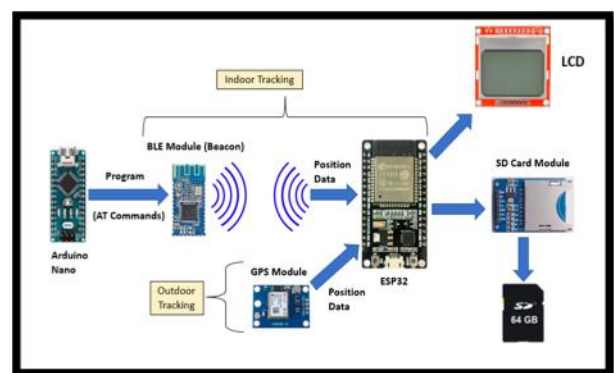 Indoor Tracking
LCD
BLE Module (Beacon)
SD Card Module
Program
Position
Data
(AT Commands)
Arduino
Nano
ESP32
GPS Module
Outdoor
Tracking
Position
Data
SD
64 GB